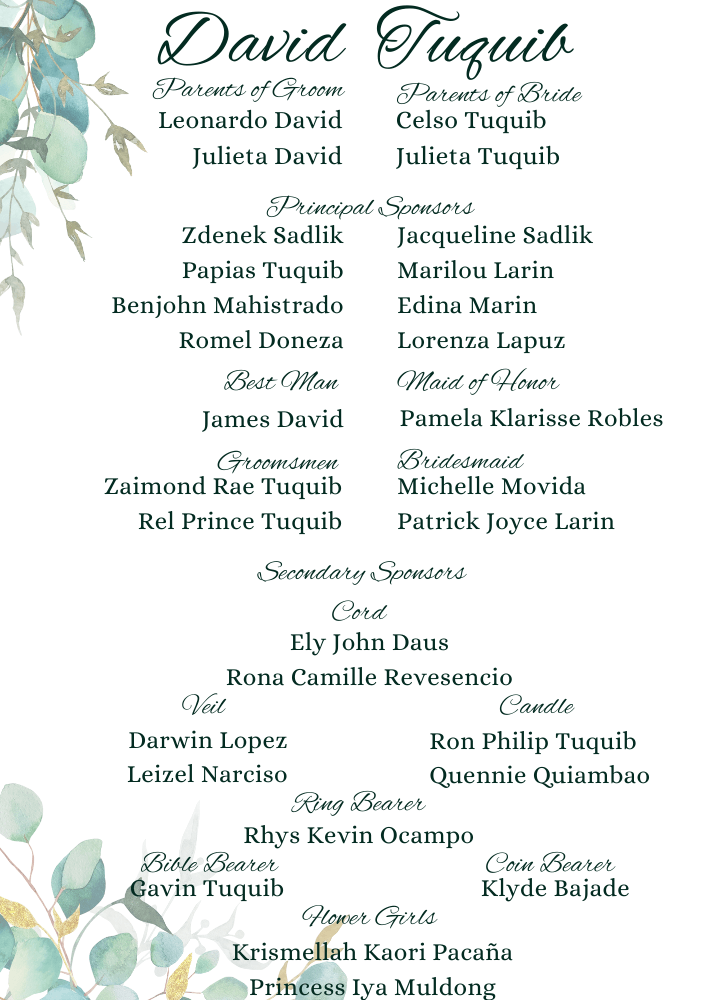 David Tuquib
Parents of Groom Parents of Bride
Leonardo David Celso Tuquib
Julieta David Julieta Tuquib
Principal Sponsors
Zdenek Sadlik Jacqueline Sadlik
Papias Tuquib Marilou Larin
Benjohn Mahistrado Edina Marin
Romel Doneza Lorenza Lapuz
Best Man Maid of Honor
James David Pamela Klarisse Robles
Groomsmen Bridesmaid
Zaimond Rae Tuquib Michelle Movida
Rel Prince Tuquib Patrick Joyce Larin
Secondary Sponsors
Cord
Ely John Daus
Rona Camille Revesencio
Veil Candle
Darwin Lopez Ron Philip Tuquib
Leizel Narciso Quennie Quiambao
Ring Bearer
Rhys Kevin Ocampo
Bible Bearer Coin Bearer
Gavin Tuquib Klyde Bajade
Flower Girls
Krismellah Kaori Pacaña
Princess Iya Muldong